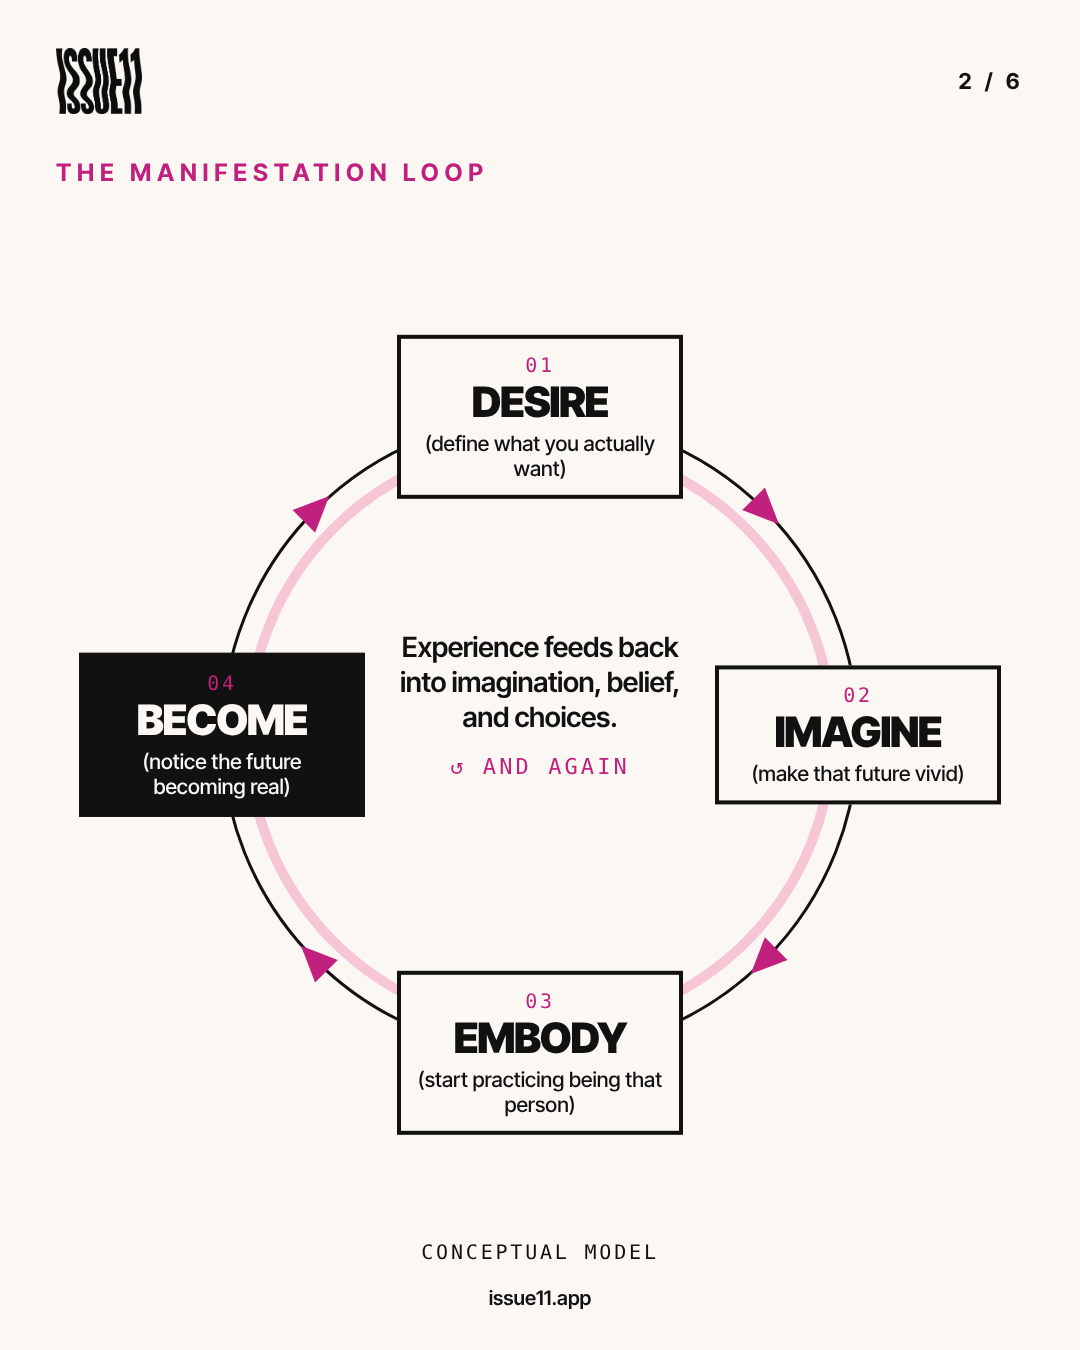 ISSUE11
2 / 6
THE MANIFESTATION LOOP
01
DESIRE
(define what you actually
want)
Experience feeds back
into imagination, belief,
and choices.
↺ AND AGAIN
04
BECOME
(notice the future
becoming real)
02
IMAGINE
(make that future vivid)
03
EMBODY
(start practicing being that
person)
CONCEPTUAL MODEL
issue11.app